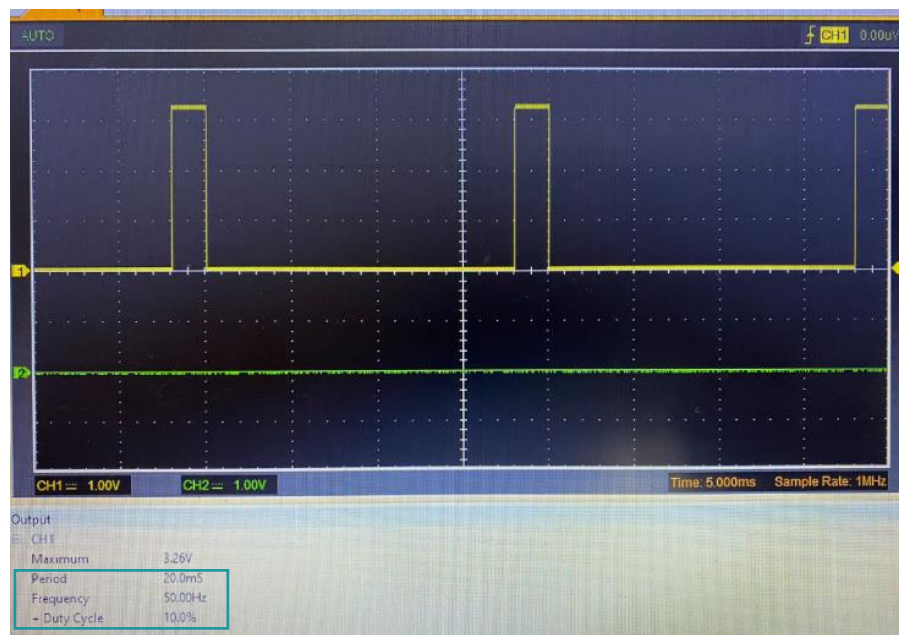 AUTO CH1 0.00uV
1
2
CH1 1.00V CH2 1.00V Time: 5.000ms Sample Rate: 1MHz
Output
CH1
Maximum 3.26V
Period 20.0mS
Frequency 50.00Hz
+ Duty Cycle 10.0%